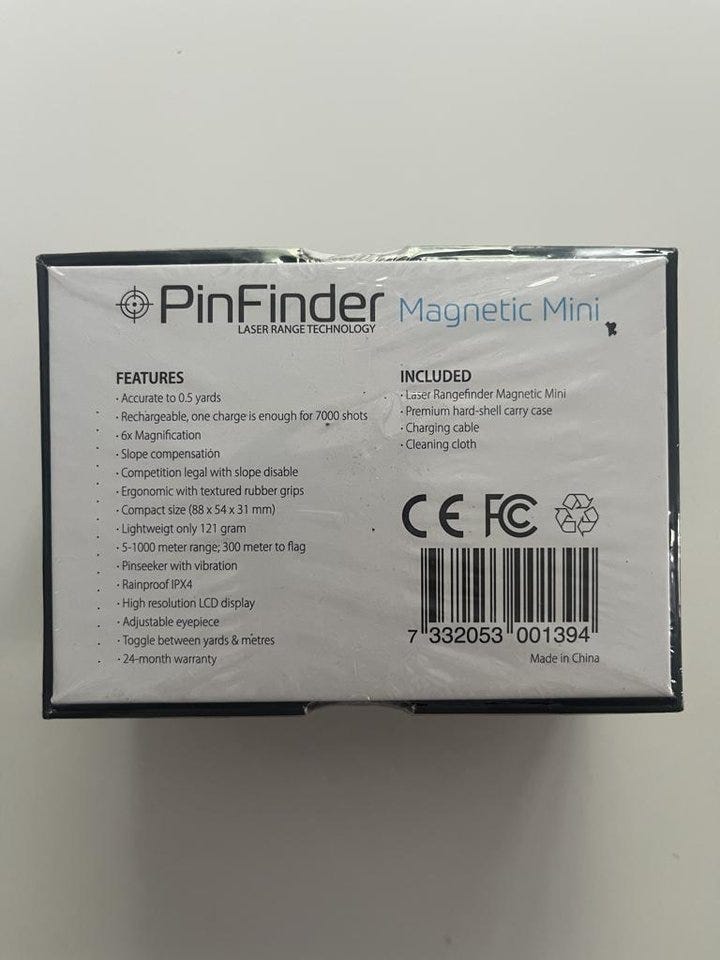 PinFinder Magnetic Mini
LASER RANGE TECHNOLOGY
FEATURES
· Accurate to 0.5 yards
· Rechargeable, one charge is enough for 7000 shots
· 6x Magnification
· Slope compensation
· Competition legal with slope disable
· Ergonomic with textured rubber grips
· Compact size (88 x 54 x 31 mm)
· Lightweigt only 121 gram
· 5-1000 meter range; 300 meter to flag
· Pinseeker with vibration
· Rainproof IPX4
· High resolution LCD display
· Adjustable eyepiece
· Toggle between yards & metres
· 24-month warranty
INCLUDED
· Laser Rangefinder Magnetic Mini
· Premium hard-shell carry case
· Charging cable
· Cleaning cloth
CE FC
7 332053 001394
Made in China